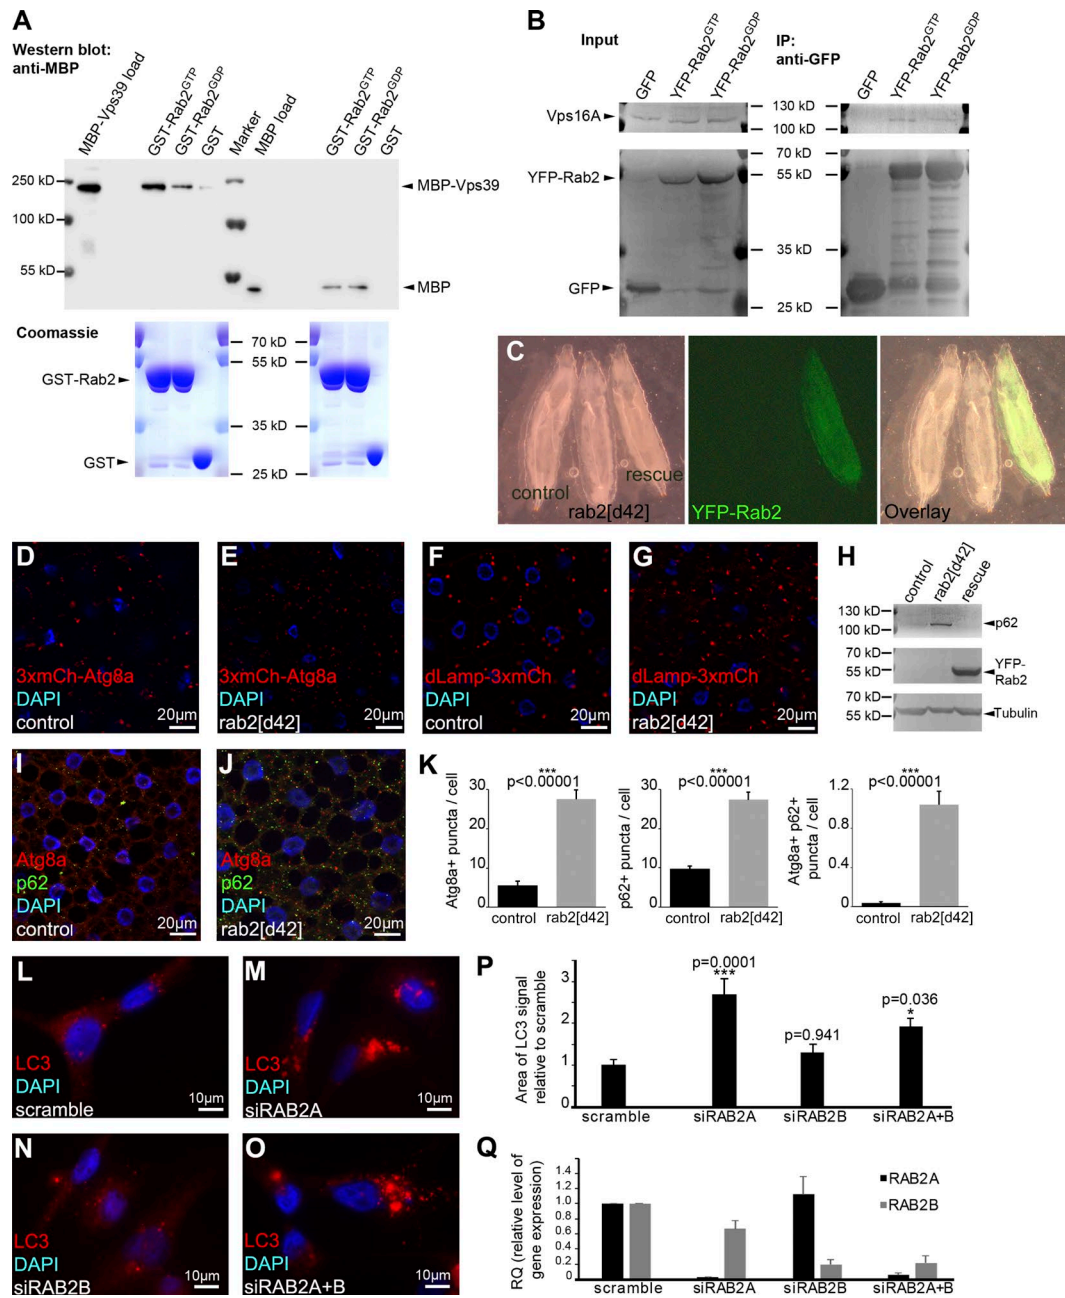 A
Western blot:
anti-MBP
MBP-Vps39 load
GST-Rab2GTP
GST-Rab2GDP
GST
Marker
MBP load
GST-Rab2GTP
GST-Rab2GDP
GST
250 kD
100 kD
55 kD
MBP-Vps39
MBP
Coomassie
GST-Rab2
GST
70 kD
55 kD
35 kD
25 kD
B
Input
GFP
YFP-Rab2GTP
YFP-Rab2GDP
IP:
anti-GFP
GFP
YFP-Rab2GTP
YFP-Rab2GDP
Vps16A
YFP-Rab2
GFP
130 kD
100 kD
70 kD
55 kD
35 kD
25 kD
C
control
rab2[d42]
rescue
YFP-Rab2
Overlay
D
3xmCh-Atg8a
DAPI
control
20µm
E
3xmCh-Atg8a
DAPI
rab2[d42]
20µm
F
dLamp-3xmCh
DAPI
control
20µm
G
dLamp-3xmCh
DAPI
rab2[d42]
20µm
H
control
rab2[d42]
rescue
130 kD
100 kD
70 kD
55 kD
70 kD
55 kD
p62
YFP-
Rab2
Tubulin
I
Atg8a
p62
DAPI
control
20µm
J
Atg8a
p62
DAPI
rab2[d42]
20µm
K
Atg8a+ puncta / cell
30
20
10
0
***
p<0.00001
control
rab2[d42]
p62+ puncta / cell
30
20
10
0
***
p<0.00001
control
rab2[d42]
Atg8a+ p62+
puncta / cell
1.2
0.8
0.4
0
***
p<0.00001
control
rab2[d42]
L
LC3
DAPI
scramble
10µm
M
LC3
DAPI
siRAB2A
10µm
N
LC3
DAPI
siRAB2B
10µm
O
LC3
DAPI
siRAB2A+B
10µm
P
Area of LC3 signal
relative to scramble
3
2
1
0
p=0.0001
***
p=0.941
p=0.036
*
scramble
siRAB2A
siRAB2B
siRAB2A+B
Q
RQ (relative level of
gene expression)
1.4
1.0
0.8
0.6
0.4
0.2
0
RAB2A
RAB2B
scramble
siRAB2A
siRAB2B
siRAB2A+B